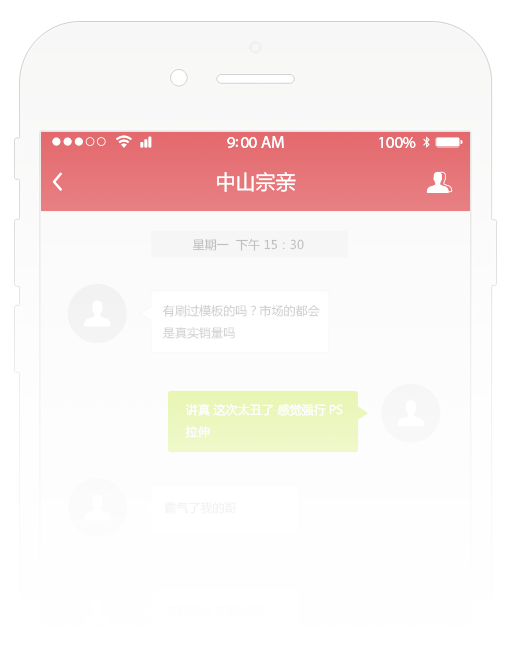 9:00 AM
100%
中山宗亲
星期一 下午 15：30
有刷过模板的吗？市场的都会
是真实销量吗
讲真 这次太丑了 感觉强行 PS
拉伸
霸气了我的哥